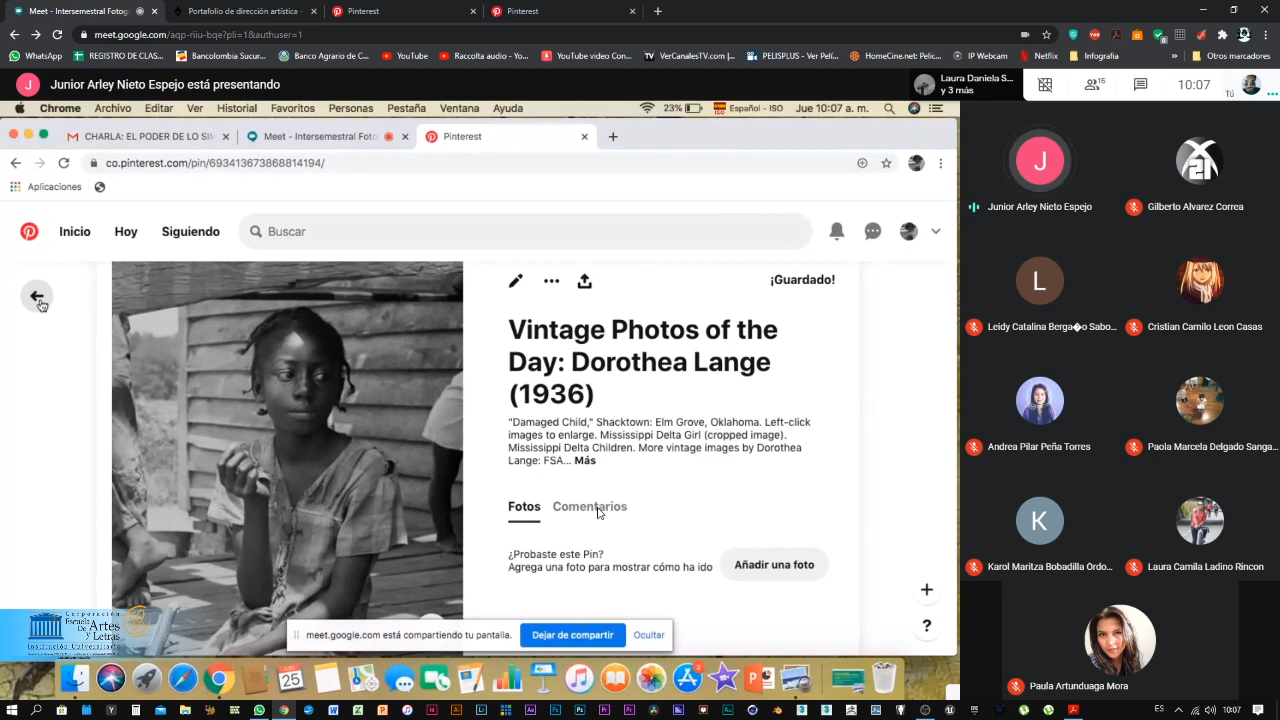 Meet - Intersemestral Foto
Portafolio de dirección artística -
Pinterest
Pinterest
meet.google.com/aqp-riiu-bqe?pli=1&authuser=1
WhatsApp
REGISTRO DE CLAS...
Bancolombia Sucur...
Banco Agrario de C...
YouTube
Raccolta audio - Yo...
YouTube video Con...
VerCanalesTV.com |...
PELISPLUS - Ver Pelí...
HomeCine.net: Pelic...
IP Webcam
Netflix
Infografia
»
Otros marcadores
J
Junior Arley Nieto Espejo está presentando
Laura Daniela S...
y 3 más
16
10:07
Tú
Chrome Archivo Editar Ver Historial Favoritos Personas Pestaña Ventana Ayuda
23%
Español - ISO
Jue 10:07 a. m.
CHARLA: EL PODER DE LO SIM
Meet - Intersemestral Foto
Pinterest
co.pinterest.com/pin/693413673868814194/
Aplicaciones
Inicio
Hoy
Siguiendo
Buscar
¡Guardado!
Vintage Photos of the
Day: Dorothea Lange
(1936)
"Damaged Child," Shacktown: Elm Grove, Oklahoma. Left-click
images to enlarge. Mississippi Delta Girl (cropped image).
Mississippi Delta Children. More vintage images by Dorothea
Lange: FSA... Más
Fotos
Comentarios
¿Probaste este Pin?
Agrega una foto para mostrar cómo ha ido
Añadir una foto
+
?
Escuela
de Artes
y Letras
meet.google.com está compartiendo tu pantalla.
Dejar de compartir
Ocultar
JUN
25
J
Junior Arley Nieto Espejo
X
21
Gilberto Alvarez Correa
L
Leidy Catalina Berga�o Sabo...
Cristian Camilo Leon Casas
Andrea Pilar Peña Torres
Paola Marcela Delgado Sanga...
K
Karol Maritza Bobadilla Ordo...
Laura Camila Ladino Rincon
Paula Artunduaga Mora
ES
10:07